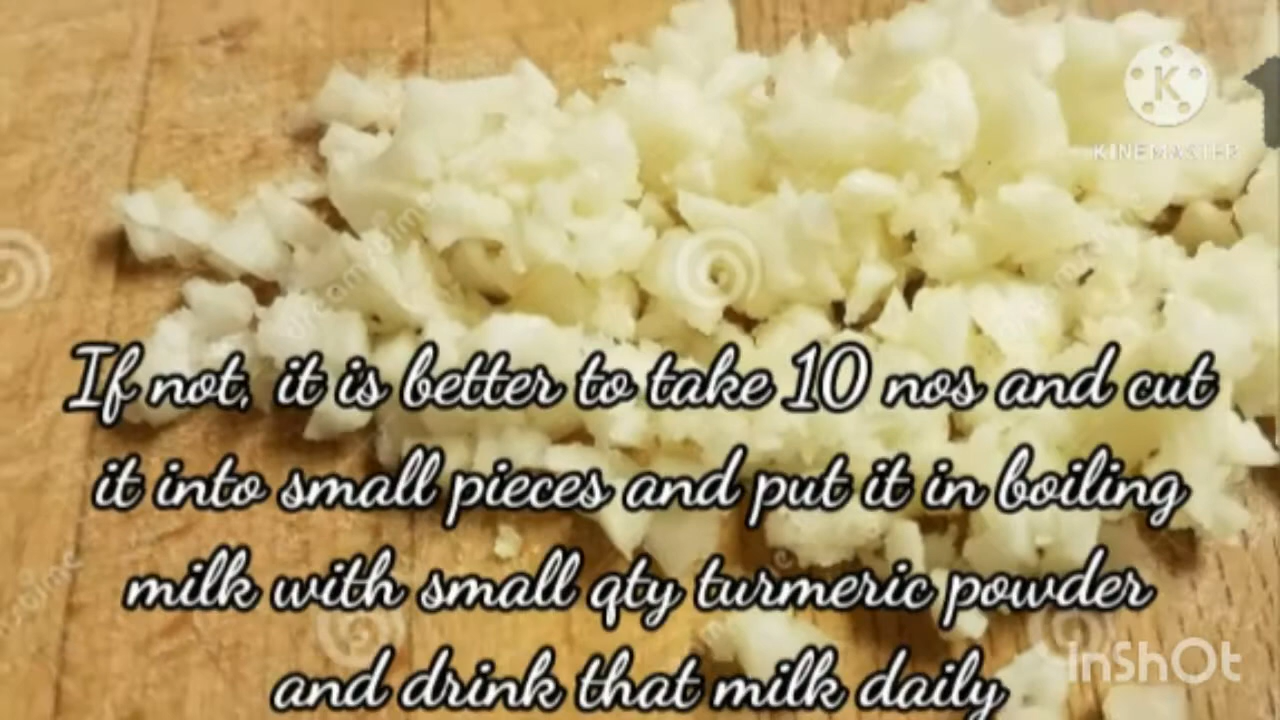 KINEMASTER
If not, it is better to take 10 nos and cut
it into small pieces and put it in boiling
milk with small qty turmeric powder
and drink that milk daily
InShOt